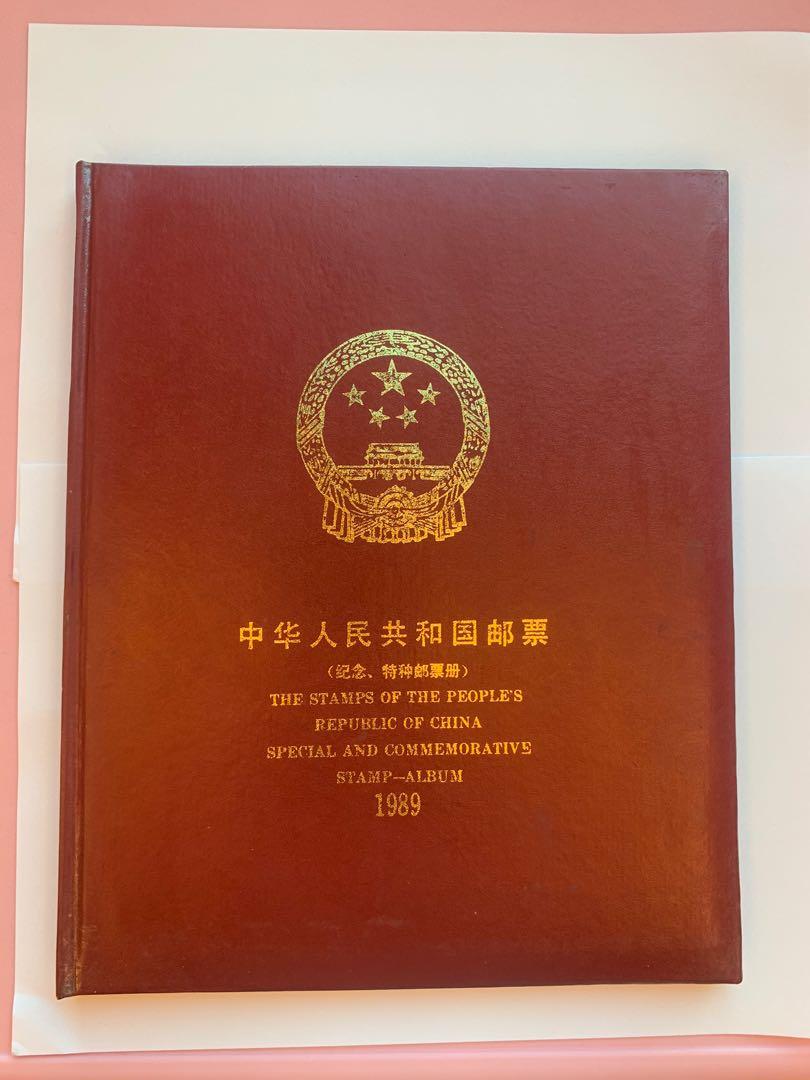 中华人民共和国邮票
（纪念、特种邮票册）
THE STAMPS OF THE PEOPLE'S
REPUBLIC OF CHINA
SPECIAL AND COMMEMORATIVE
STAMP—ALBUM
1989